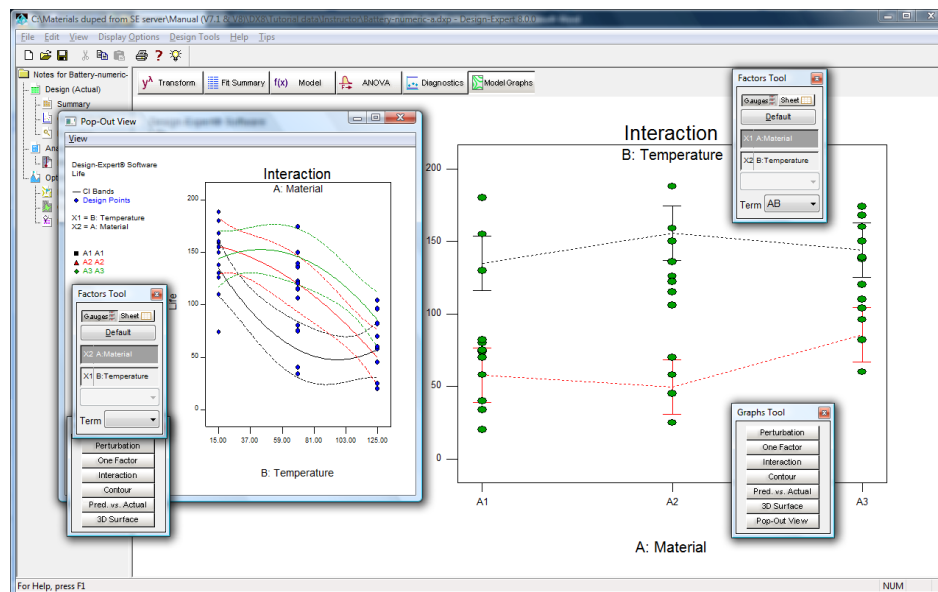 C:\Materials duped from SE server\Manual (V7.1 & V8)\DXP\Tutorial data\Instructor\Battery-numeric-a.dxp - Design-Expert 8.0.0
File Edit View Display Options Design Tools Help Tips
Notes for Battery-numeric-
Design (Actual)
Summary
Ana
Opt
yλ Transform
Fit Summary
f(x) Model
ANOVA
Diagnostics
Model Graphs
Pop-Out View
View
Design-Expert® Software
Life
CI Bands
Design Points
X1 = B: Temperature
X2 = A: Material
A1 A1
A2 A2
A3 A3
Interaction
A: Material
200
150
100
50
0
Life
15.00 37.00 59.00 81.00 103.00 125.00
B: Temperature
Factors Tool
Gauges Sheet
Default
X2 A:Material
X1 B:Temperature
Term
Perturbation
One Factor
Interaction
Contour
Pred. vs. Actual
3D Surface
Interaction
B: Temperature
200
150
100
50
0
A1 A2 A3
A: Material
Factors Tool
Gauges Sheet
Default
X1 A:Material
X2 B:Temperature
Term AB
Graphs Tool
Perturbation
One Factor
Interaction
Contour
Pred. vs. Actual
3D Surface
Pop-Out View
For Help, press F1
NUM